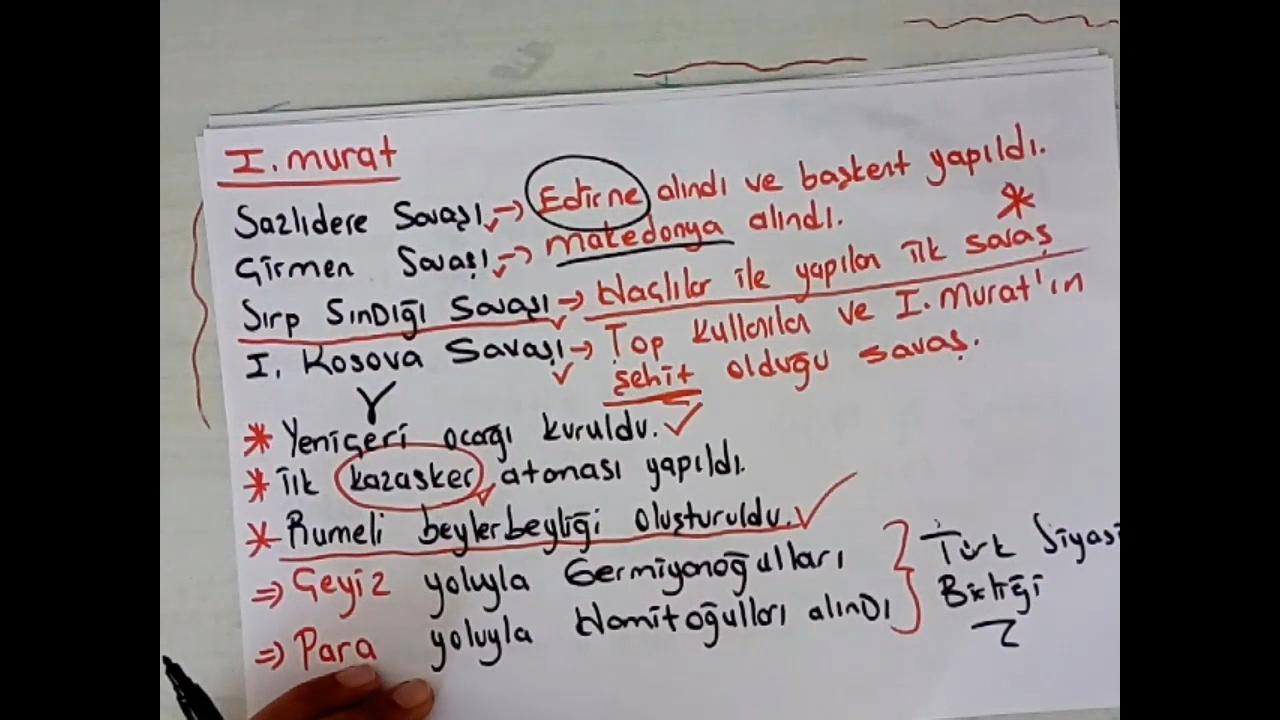 I. murat
Sazlıdere Savaşı → Edirne alındı ve başkent yapıldı.
Çirmen Savaşı → Makedonya alındı.
Sırp Sındığı Savaşı → Haçlılar ile yapılan ilk savaş
I. Kosova Savaşı → Top kullanılan ve I. Murat'ın
şehit olduğu savaş.
* Yeniçeri ocağı kuruldu.
* İlk kazasker ataması yapıldı.
* Rumeli beylerbeyliği oluşturuldu.
⇒ Çeyiz yoluyla Germiyanoğulları
⇒ Para yoluyla Hamitoğulları alındı
Türk Siyasi
Birliği